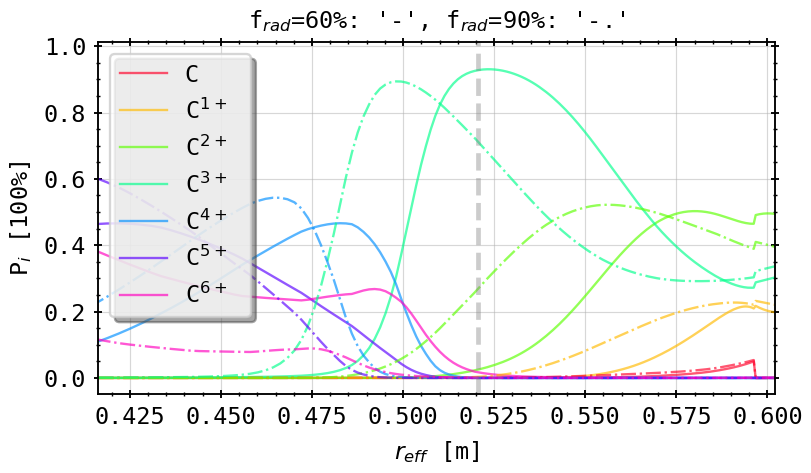 f_rad=60%: '-', f_rad=90%: '-.'
1.0
0.8
0.6
0.4
0.2
0.0
P_i [100%]
C
C^1+
C^2+
C^3+
C^4+
C^5+
C^6+
0.425 0.450 0.475 0.500 0.525 0.550 0.575 0.600
r_eff [m]